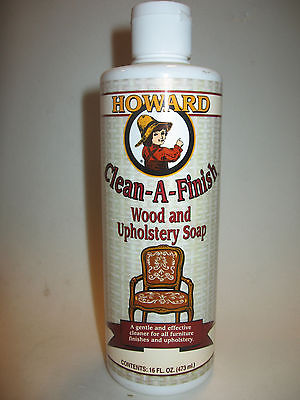 HOWARD
Clean-A-Finish
Wood and
Upholstery Soap
A gentle and effective
cleaner for all furniture
finishes and upholstery.
CONTENTS: 16 FL. OZ. (473 ml.)